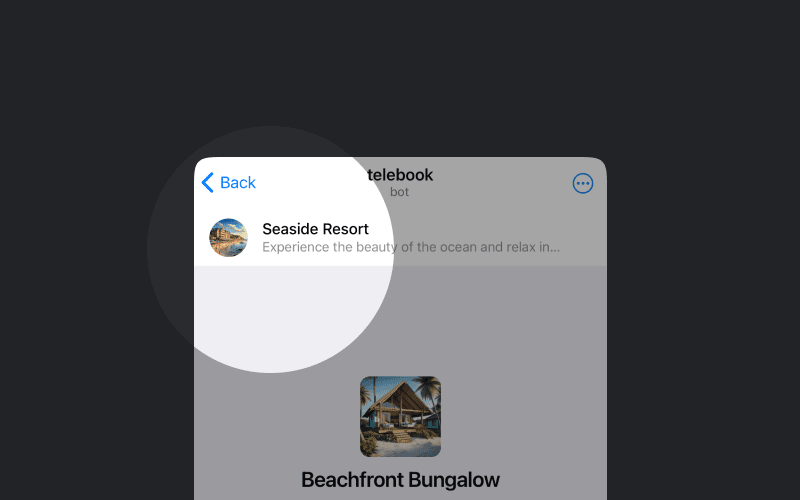 Back
telebook
bot
Seaside Resort
Experience the beauty of the ocean and relax in...
Beachfront Bungalow